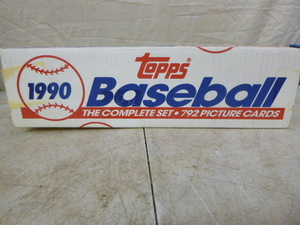 topps
1990
Baseball
THE COMPLETE SET • 792 PICTURE CARDS